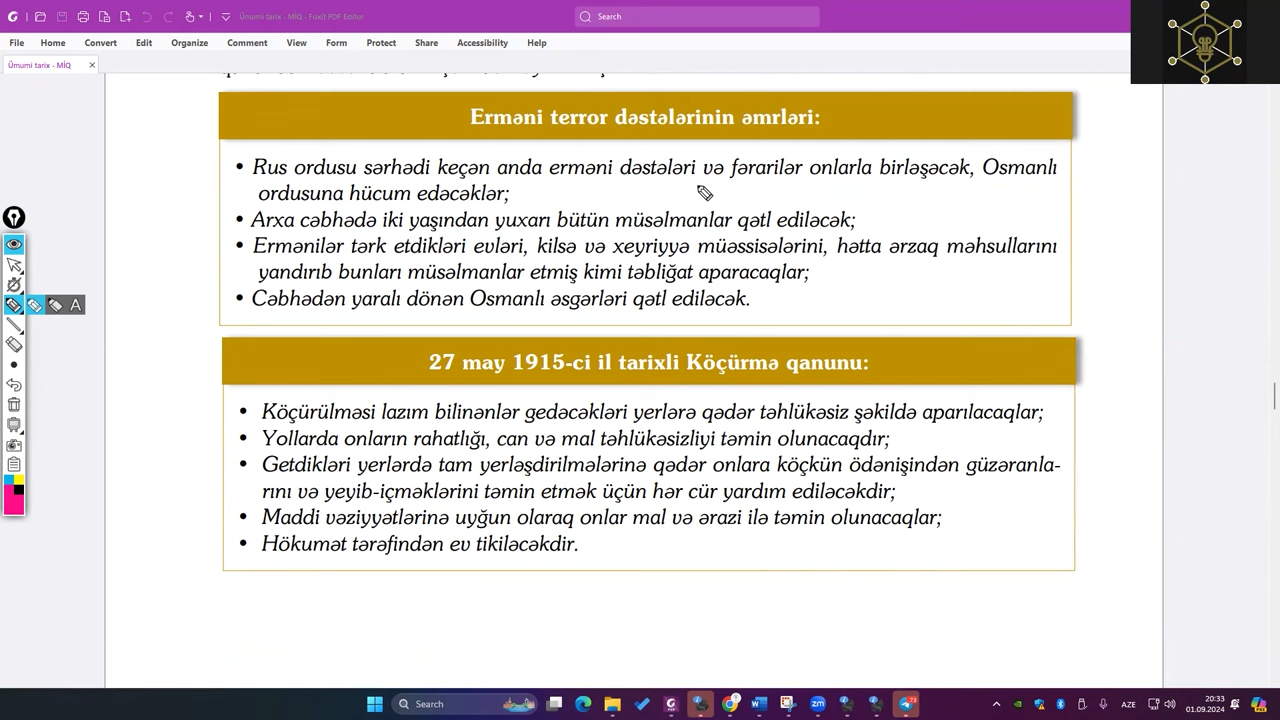 Ümumi tarix - MİQ - Foxit PDF Editor
Search
File Home Convert Edit Organize Comment View Form Protect Share Accessibility Help
Ümumi tarix - MİQ
Erməni terror dəstələrinin əmrləri:
• Rus ordusu sərhədi keçən anda erməni dəstələri və fərarilər onlarla birləşəcək, Osmanlı
ordusuna hücum edəcəklər;
• Arxa cəbhədə iki yaşından yuxarı bütün müsəlmanlar qətl ediləcək;
• Ermənilər tərk etdikləri evləri, kilsə və xeyriyyə müəssisələrini, hətta ərzaq məhsullarını
yandırıb bunları müsəlmanlar etmiş kimi təbliğat aparacaqlar;
• Cəbhədən yaralı dönən Osmanlı əsgərləri qətl ediləcək.
27 may 1915-ci il tarixli Köçürmə qanunu:
• Köçürülməsi lazım bilinənlər gedəcəkləri yerlərə qədər təhlükəsiz şəkildə aparılacaqlar;
• Yollarda onların rahatlığı, can və mal təhlükəsizliyi təmin olunacaqdır;
• Getdikləri yerlərdə tam yerləşdirilmələrinə qədər onlara köçkün ödənişindən güzəranla-
rını və yeyib-içməklərini təmin etmək üçün hər cür yardım ediləcəkdir;
• Maddi vəziyyətlərinə uyğun olaraq onlar mal və ərazi ilə təmin olunacaqlar;
• Hökumət tərəfindən ev tikiləcəkdir.
A
Search
AZE
20:33
01.09.2024